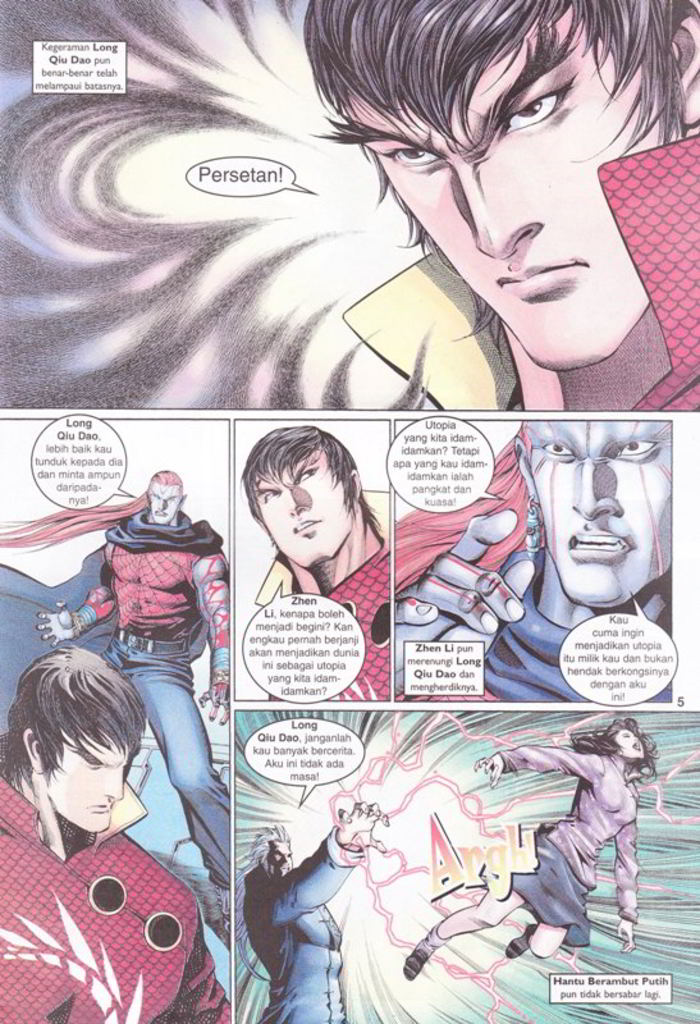 Kegeraman Long
Qiu Dao pun
benar-benar telah
melampaui batasnya.
Persetan!
Long
Qiu Dao,
lebih baik kau
tunduk kepada dia
dan minta ampun
daripada-
nya!
Zhen
Li, kenapa boleh
menjadi begini? Kan
engkau pernah berjanji
akan menjadikan dunia
ini sebagai utopia
yang kita idam-
idamkan?
Utopia
yang kita idam-
idamkan? Tetapi
apa yang kau idam-
idamkan ialah
pangkat dan
kuasa!
Zhen Li pun
merenungi Long
Qiu Dao dan
mengherdiknya.
Kau
cuma ingin
menjadikan utopia
itu milik kau dan bukan
hendak berkongsinya
dengan aku
ini!
5
Long
Qiu Dao, janganlah
kau banyak bercerita.
Aku ini tidak ada
masa!
Argh!
Hantu Berambut Putih
pun tidak bersabar lagi.